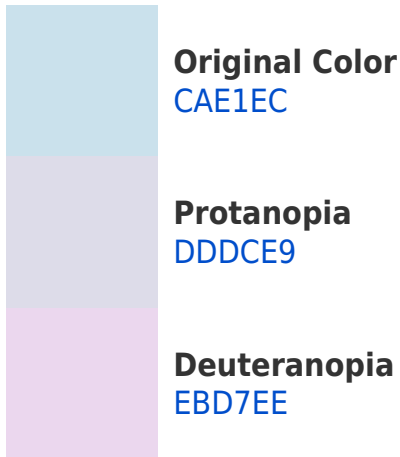 Original Color
CAE1EC
Protanopia
DDDCE9
Deuteranopia
EBD7EE